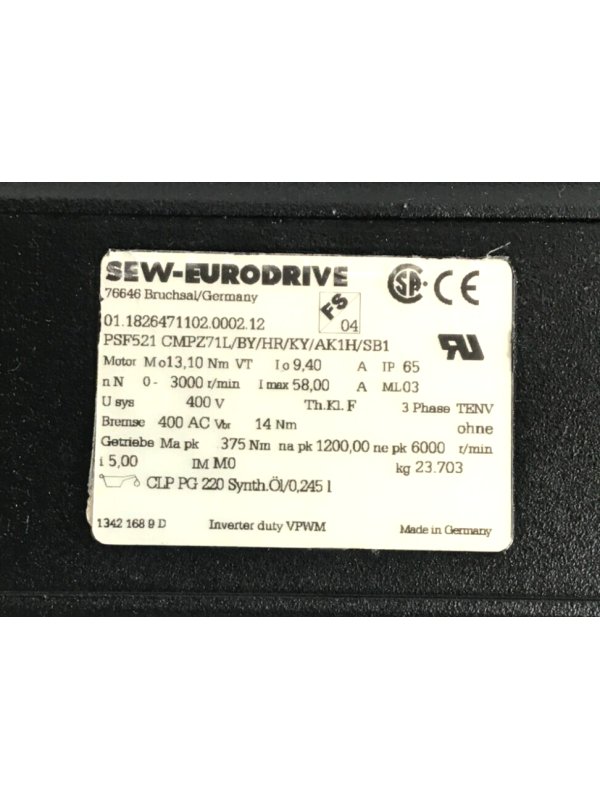 SEW-EURODRIVE
76646 Bruchsal/Germany
FS
04
CSA CE
01.1826471102.0002.12
PSF521 CMPZ71L/BY/HR/KY/AK1H/SB1
Motor Mo13,10 Nm VT Io 9,40 A IP 65
n N 0- 3000 r/min I max 58,00 A ML03
U sys 400 V Th.Kl. F 3 Phase TENV
Bremse 400 AC Vbr 14 Nm ohne
Getriebe Ma pk 375 Nm na pk 1200,00 ne pk 6000 r/min
i 5,00 IM M0 kg 23.703
CLP PG 220 Synth.Öl/0,245 l
1342 168 9 D Inverter duty VPWM Made in Germany